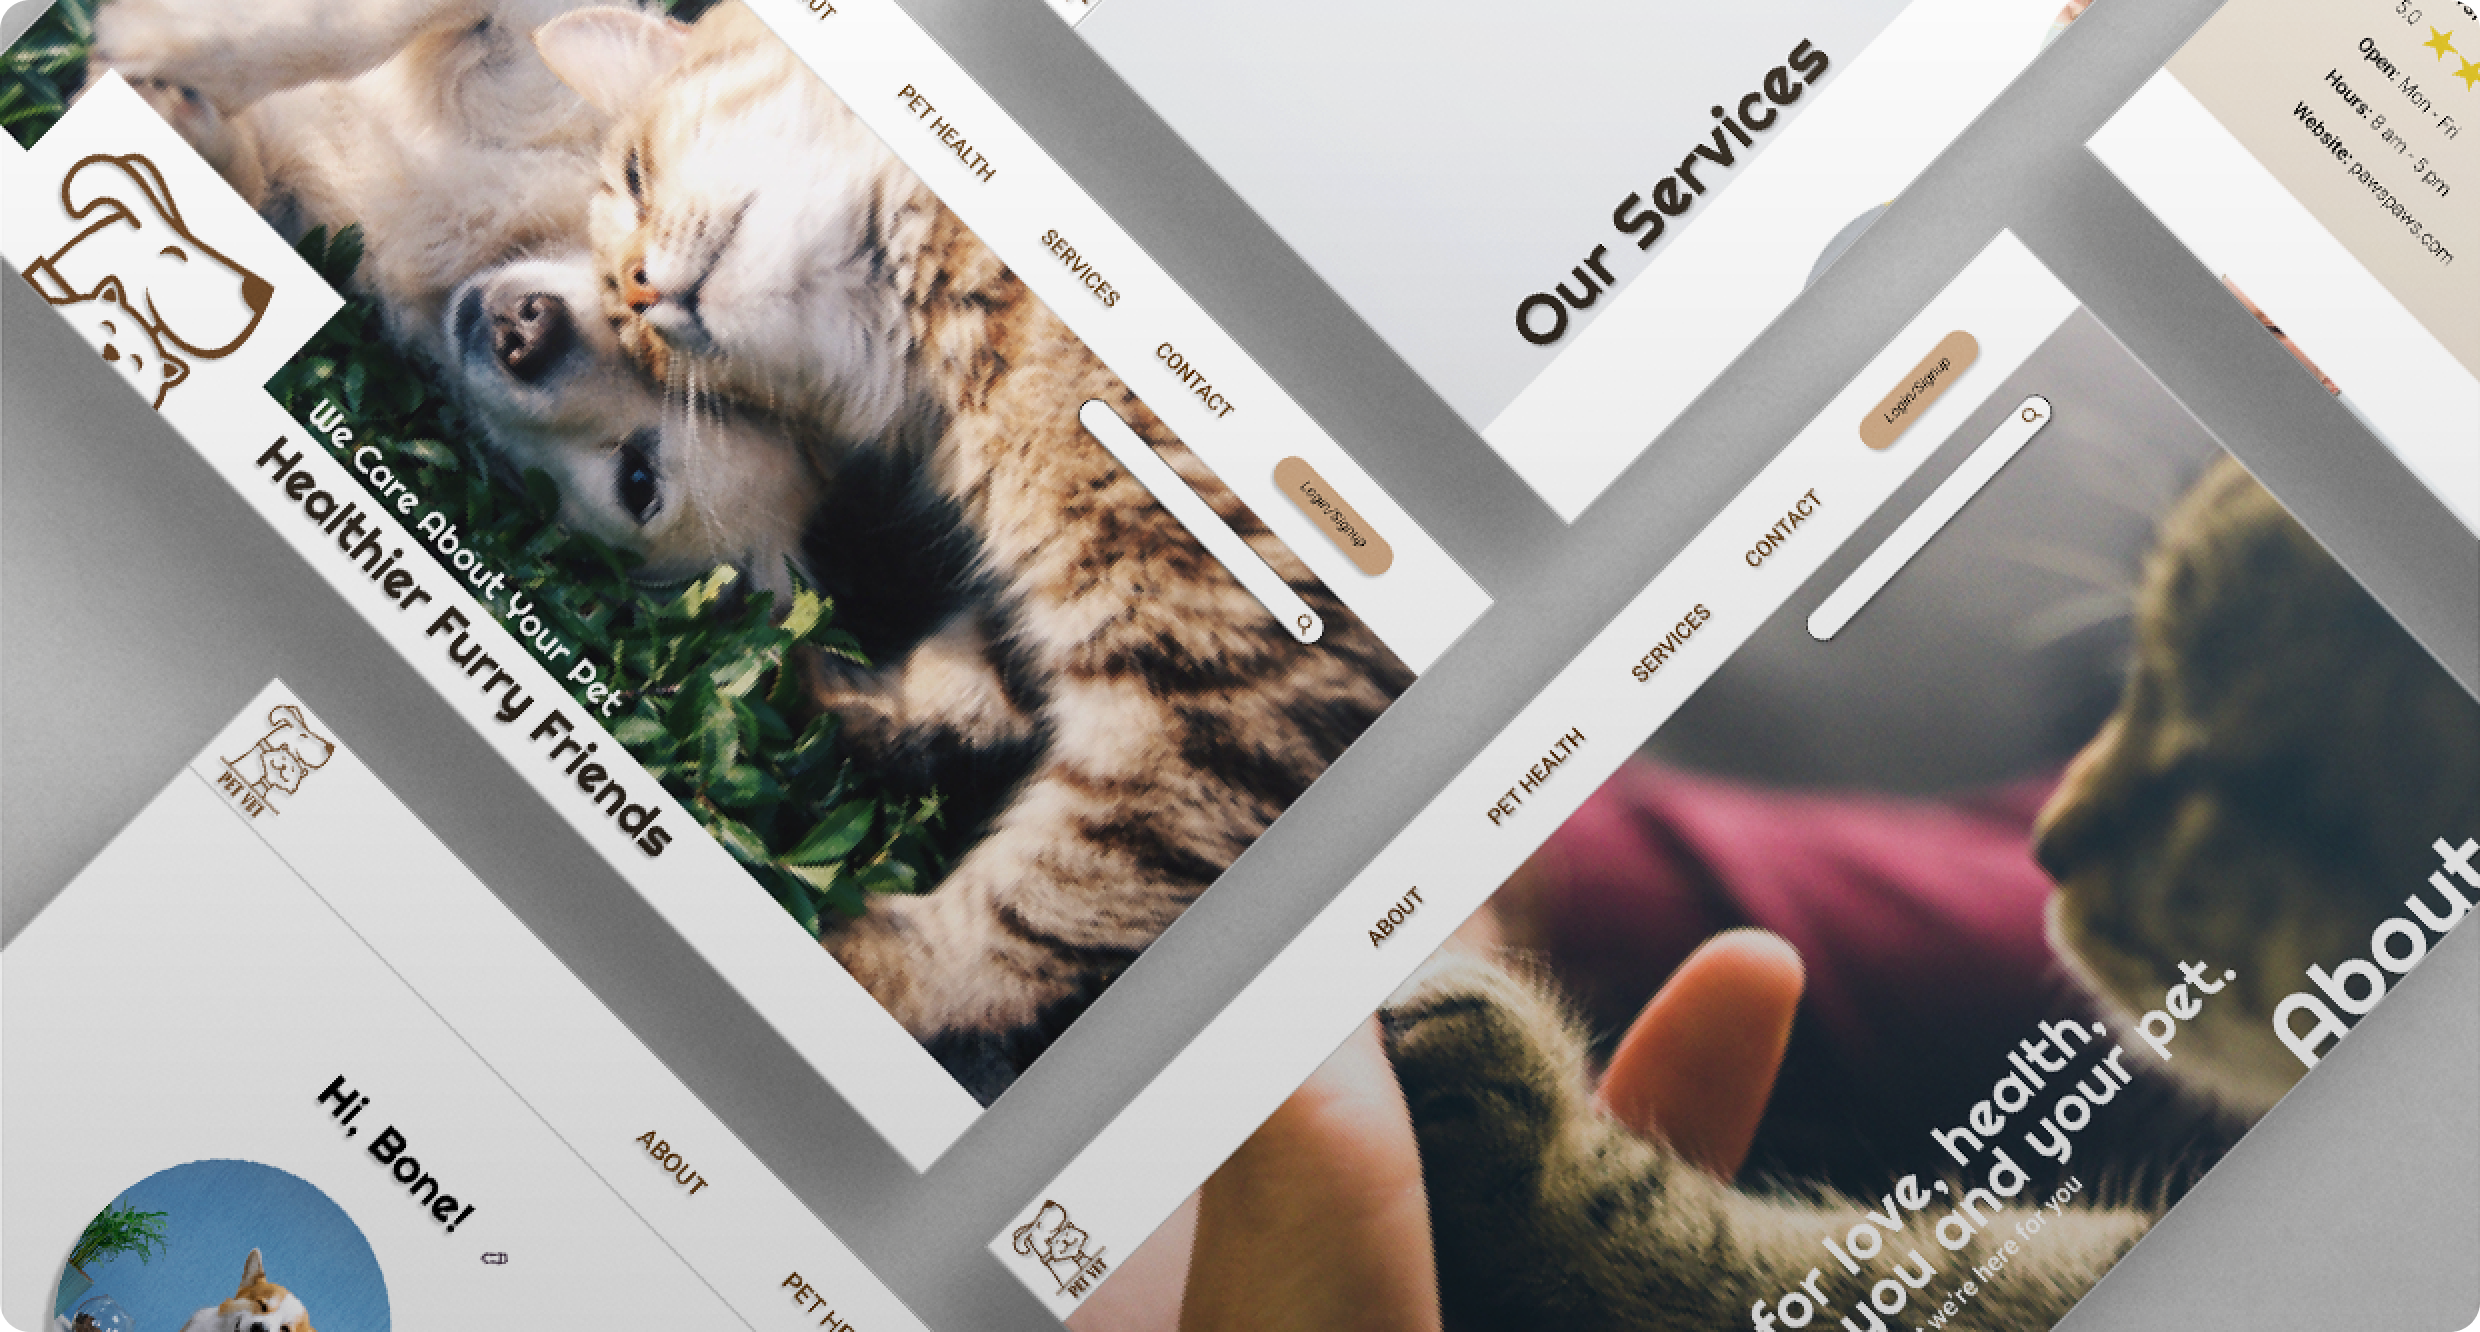 PET HEALTH
SERVICES
CONTACT
Login/Signup
We Care About Your Pet
Healthier Furry Friends
Our Services
5.0
Open: Mon - Fri
Hours: 8 am - 5 pm
Website: pawspaws.com
PET VET
ABOUT
Hi, Bone!
PET VET
ABOUT
PET HEALTH
SERVICES
CONTACT
Login/Signup
About
for love, health,
you and your pet.
we're here for you